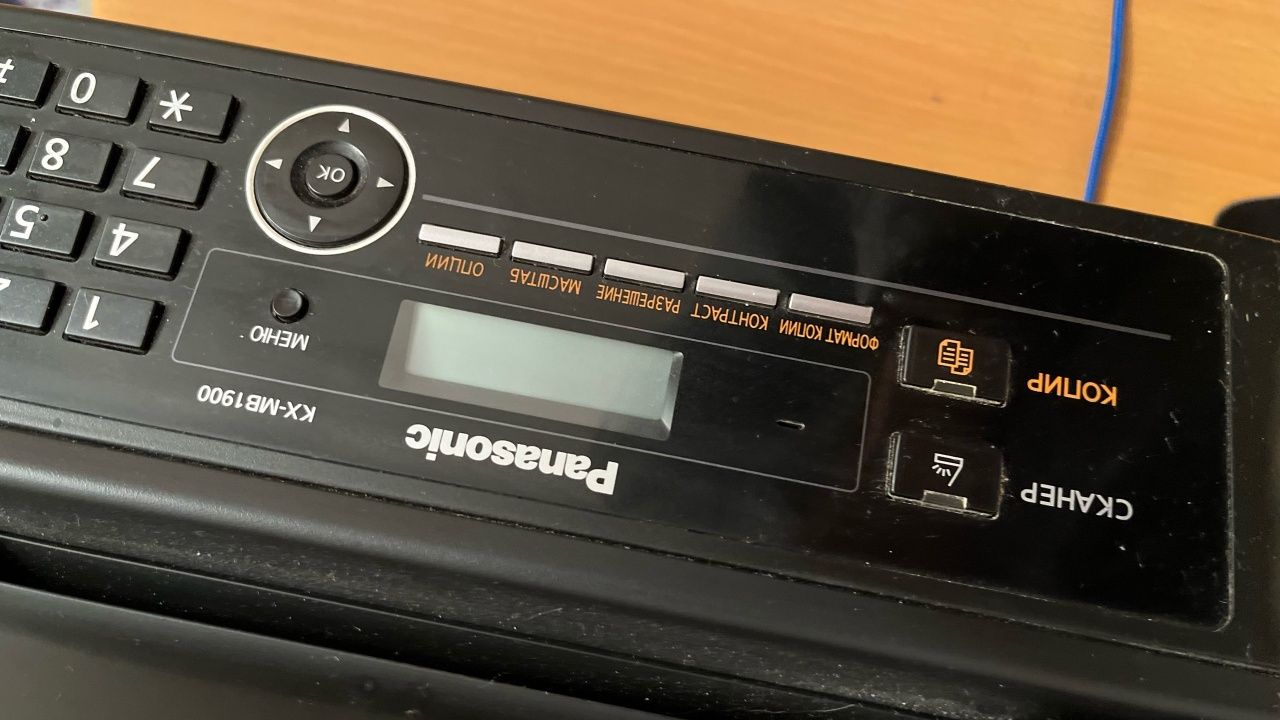 СКАНЕР
КОПИР
Panasonic
KX-MB1900
МЕНЮ
ФОРМАТ КОПИИ
КОНТРАСТ
РАЗРЕШЕНИЕ
МАСШТАБ
ОПЦИИ
OK
1
4 5
7 8
* 0